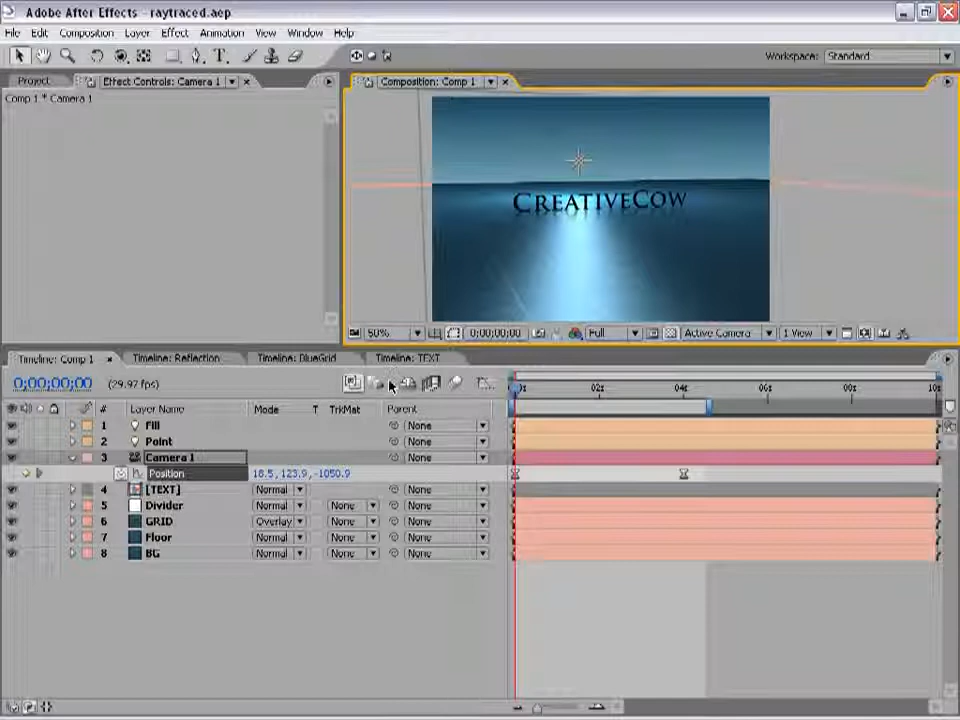 Adobe After Effects - raytraced.aep
File Edit Composition Layer Effect Animation View Window Help
Workspace: Standard
Project Effect Controls: Camera 1
Comp 1 * Camera 1
Composition: Comp 1
CREATIVECOW
50% 0;00;00;00 Full Active Camera 1 View
Timeline: Comp 1 Timeline: Reflection Timeline: BlueGrid Timeline: TEXT
0;00;00;00 (29.97 fps)
02s 04s 06s 08s 10s
# Layer Name Mode T TrkMat Parent
1 Fill None
2 Point None
3 Camera 1 None
Position 18.5, 123.9, -1050.9
4 [TEXT] Normal None
5 Divider Normal None None
6 GRID Overlay None None
7 Floor Normal None None
8 BG Normal None None